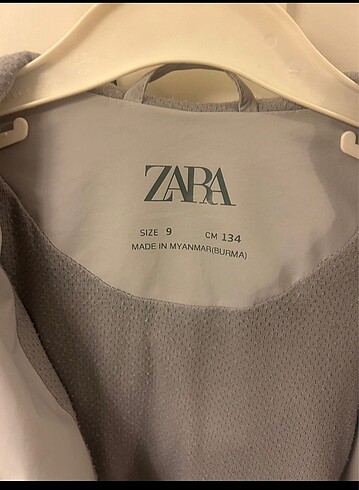 ZARA
SIZE 9 CM 134
MADE IN MYANMAR(BURMA)